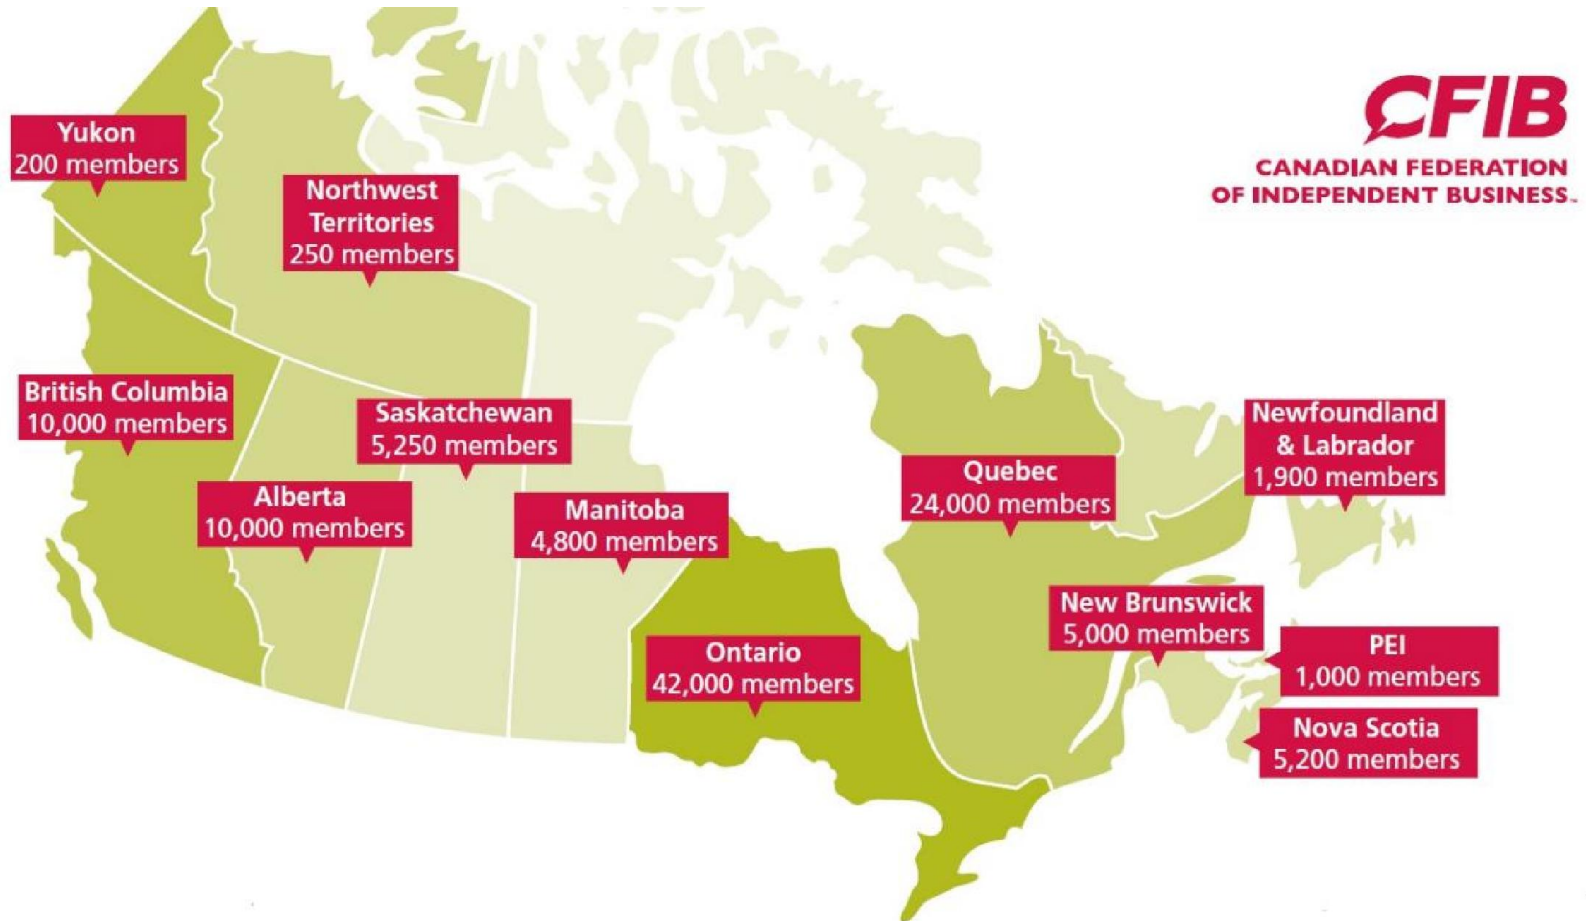 CFIB
CANADIAN FEDERATION
OF INDEPENDENT BUSINESS™
Yukon
200 members
Northwest
Territories
250 members
British Columbia
10,000 members
Saskatchewan
5,250 members
Newfoundland
& Labrador
1,900 members
Alberta
10,000 members
Manitoba
4,800 members
Quebec
24,000 members
New Brunswick
5,000 members
Ontario
42,000 members
PEI
1,000 members
Nova Scotia
5,200 members